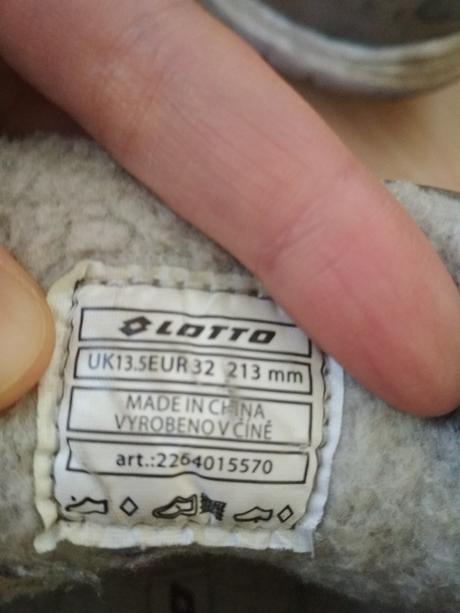 LOTTO
UK13.5EUR 32 213 mm
MADE IN CHINA
VYROBENO V ČÍNĚ
art.:2264015570